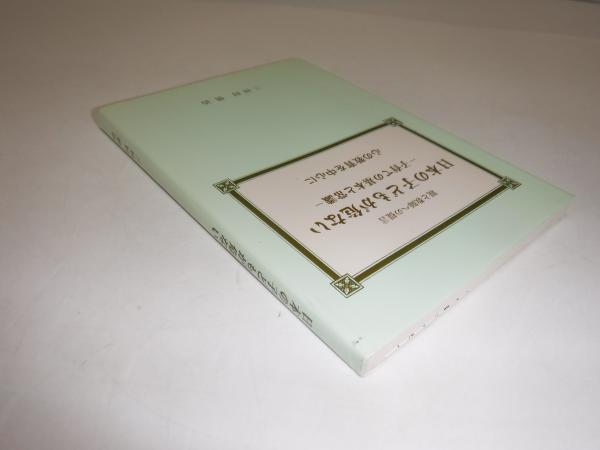 親と教師への提言
日本の子どもが危ない
−子育ての基本と常識−
心の教育を中心に
日本の子どもが危ない